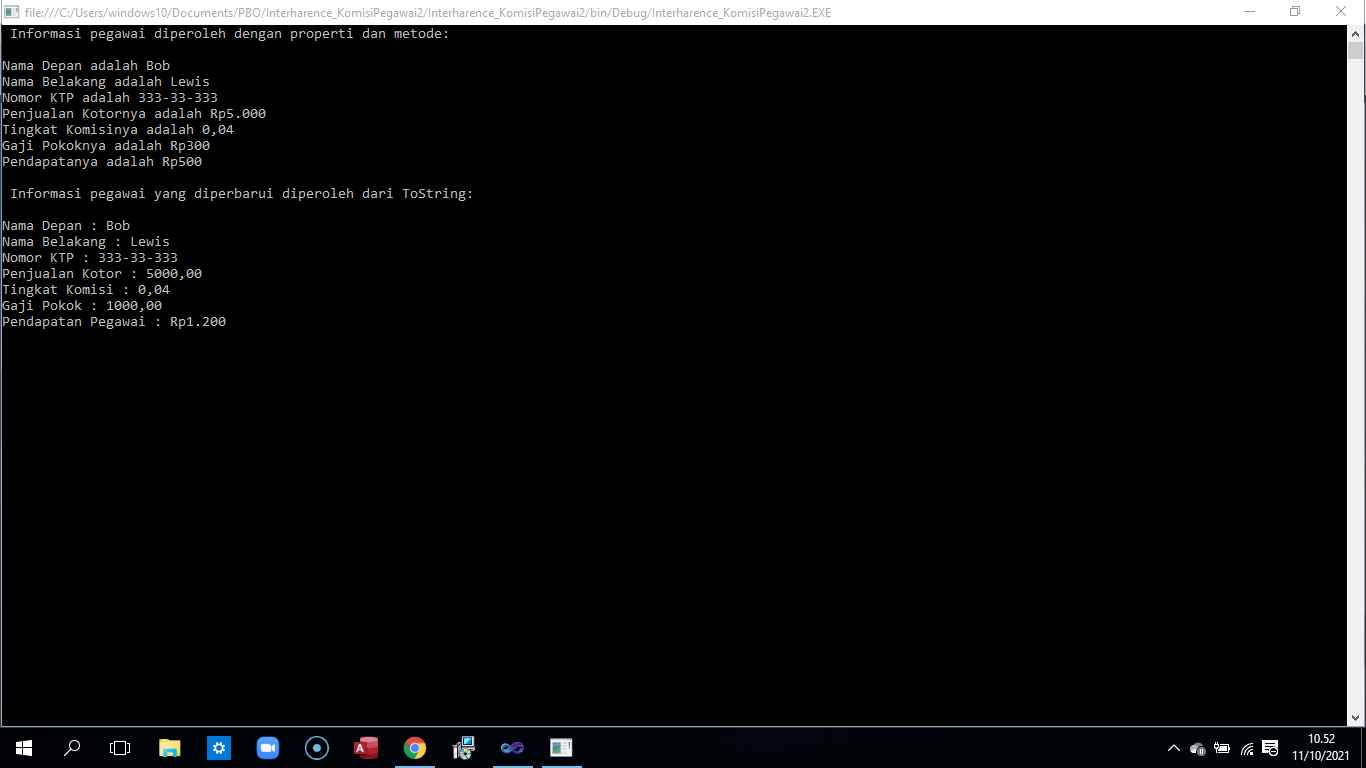 file:///C:/Users/windows10/Documents/PBO/Interharence_KomisiPegawai2/Interharence_KomisiPegawai2/bin/Debug/Interharence_KomisiPegawai2.EXE
Informasi pegawai diperoleh dengan properti dan metode:
Nama Depan adalah Bob
Nama Belakang adalah Lewis
Nomor KTP adalah 333-33-333
Penjualan Kotornya adalah Rp5.000
Tingkat Komisinya adalah 0,04
Gaji Pokoknya adalah Rp300
Pendapatanya adalah Rp500
Informasi pegawai yang diperbarui diperoleh dari ToString:
Nama Depan : Bob
Nama Belakang : Lewis
Nomor KTP : 333-33-333
Penjualan Kotor : 5000,00
Tingkat Komisi : 0,04
Gaji Pokok : 1000,00
Pendapatan Pegawai : Rp1.200
A
10.52
11/10/2021